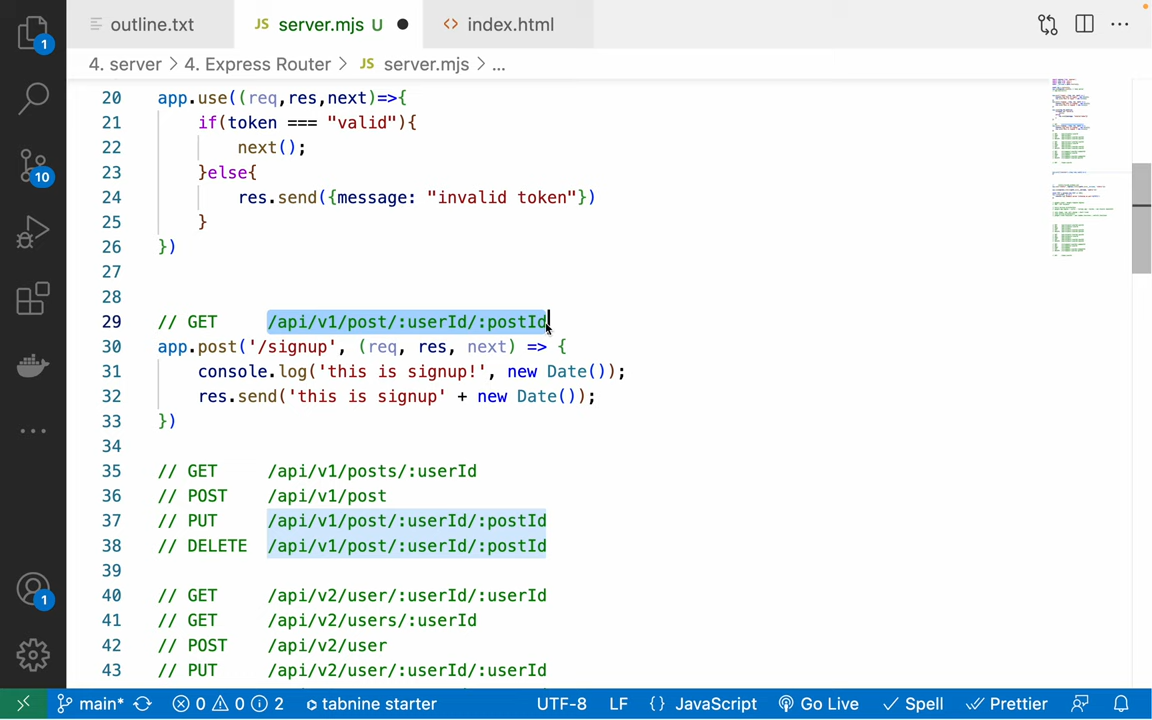 outline.txt JS server.mjs U <> index.html
4. server > 4. Express Router > JS server.mjs > ...
20 app.use((req,res,next)=>{
21 if(token === "valid"){
22 next();
23 }else{
24 res.send({message: "invalid token"})
25 }
26 })
27
28
29 // GET /api/v1/post/:userId/:postId
30 app.post('/signup', (req, res, next) => {
31 console.log('this is signup!', new Date());
32 res.send('this is signup' + new Date());
33 })
34
35 // GET /api/v1/posts/:userId
36 // POST /api/v1/post
37 // PUT /api/v1/post/:userId/:postId
38 // DELETE /api/v1/post/:userId/:postId
39
40 // GET /api/v2/user/:userId/:userId
41 // GET /api/v2/users/:userId
42 // POST /api/v2/user
43 // PUT /api/v2/user/:userId/:postId
1
10
1
main* 0 0 2 tabnine starter UTF-8 LF {} JavaScript Go Live Spell Prettier